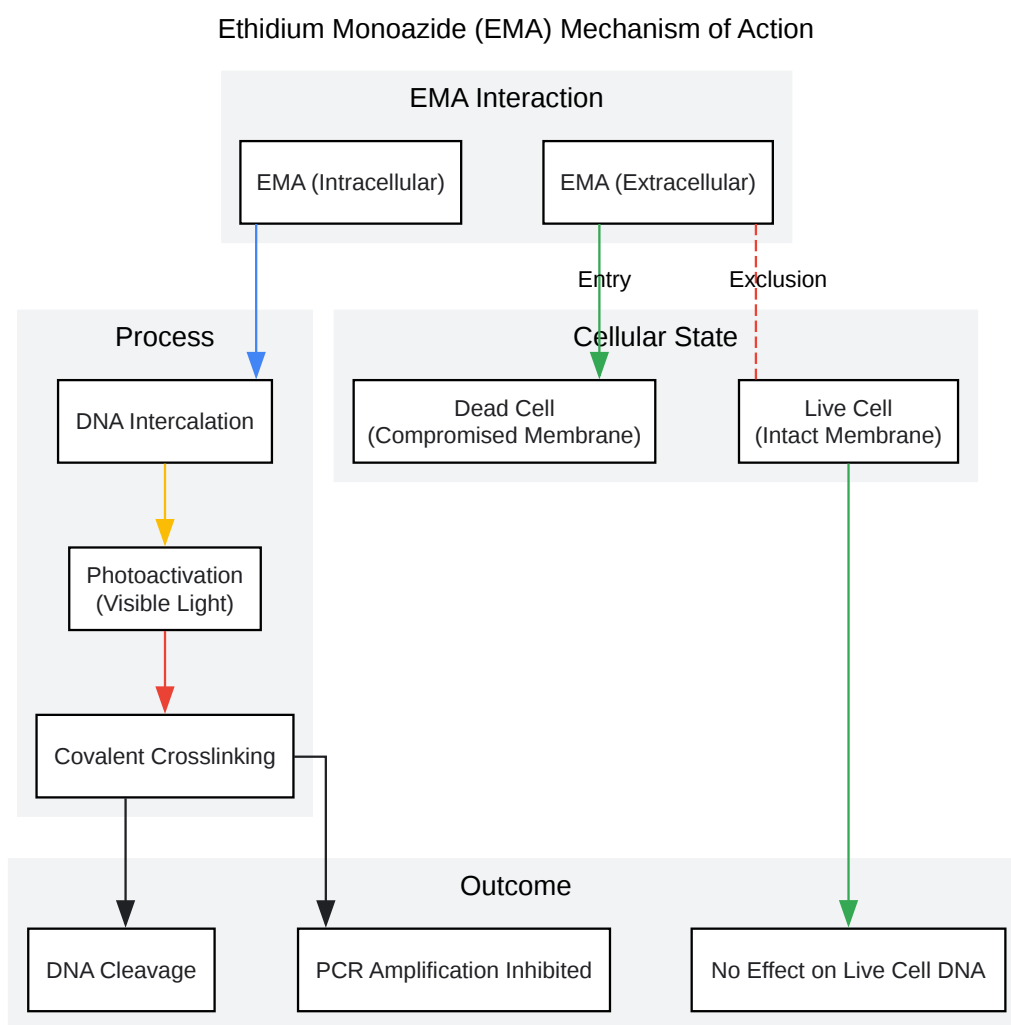 Ethidium Monoazide (EMA) Mechanism of Action
EMA Interaction
EMA (Intracellular)
EMA (Extracellular)
Entry
Exclusion
Process
Cellular State
DNA Intercalation
Dead Cell
(Compromised Membrane)
Live Cell
(Intact Membrane)
Photoactivation
(Visible Light)
Covalent Crosslinking
Outcome
DNA Cleavage
PCR Amplification Inhibited
No Effect on Live Cell DNA